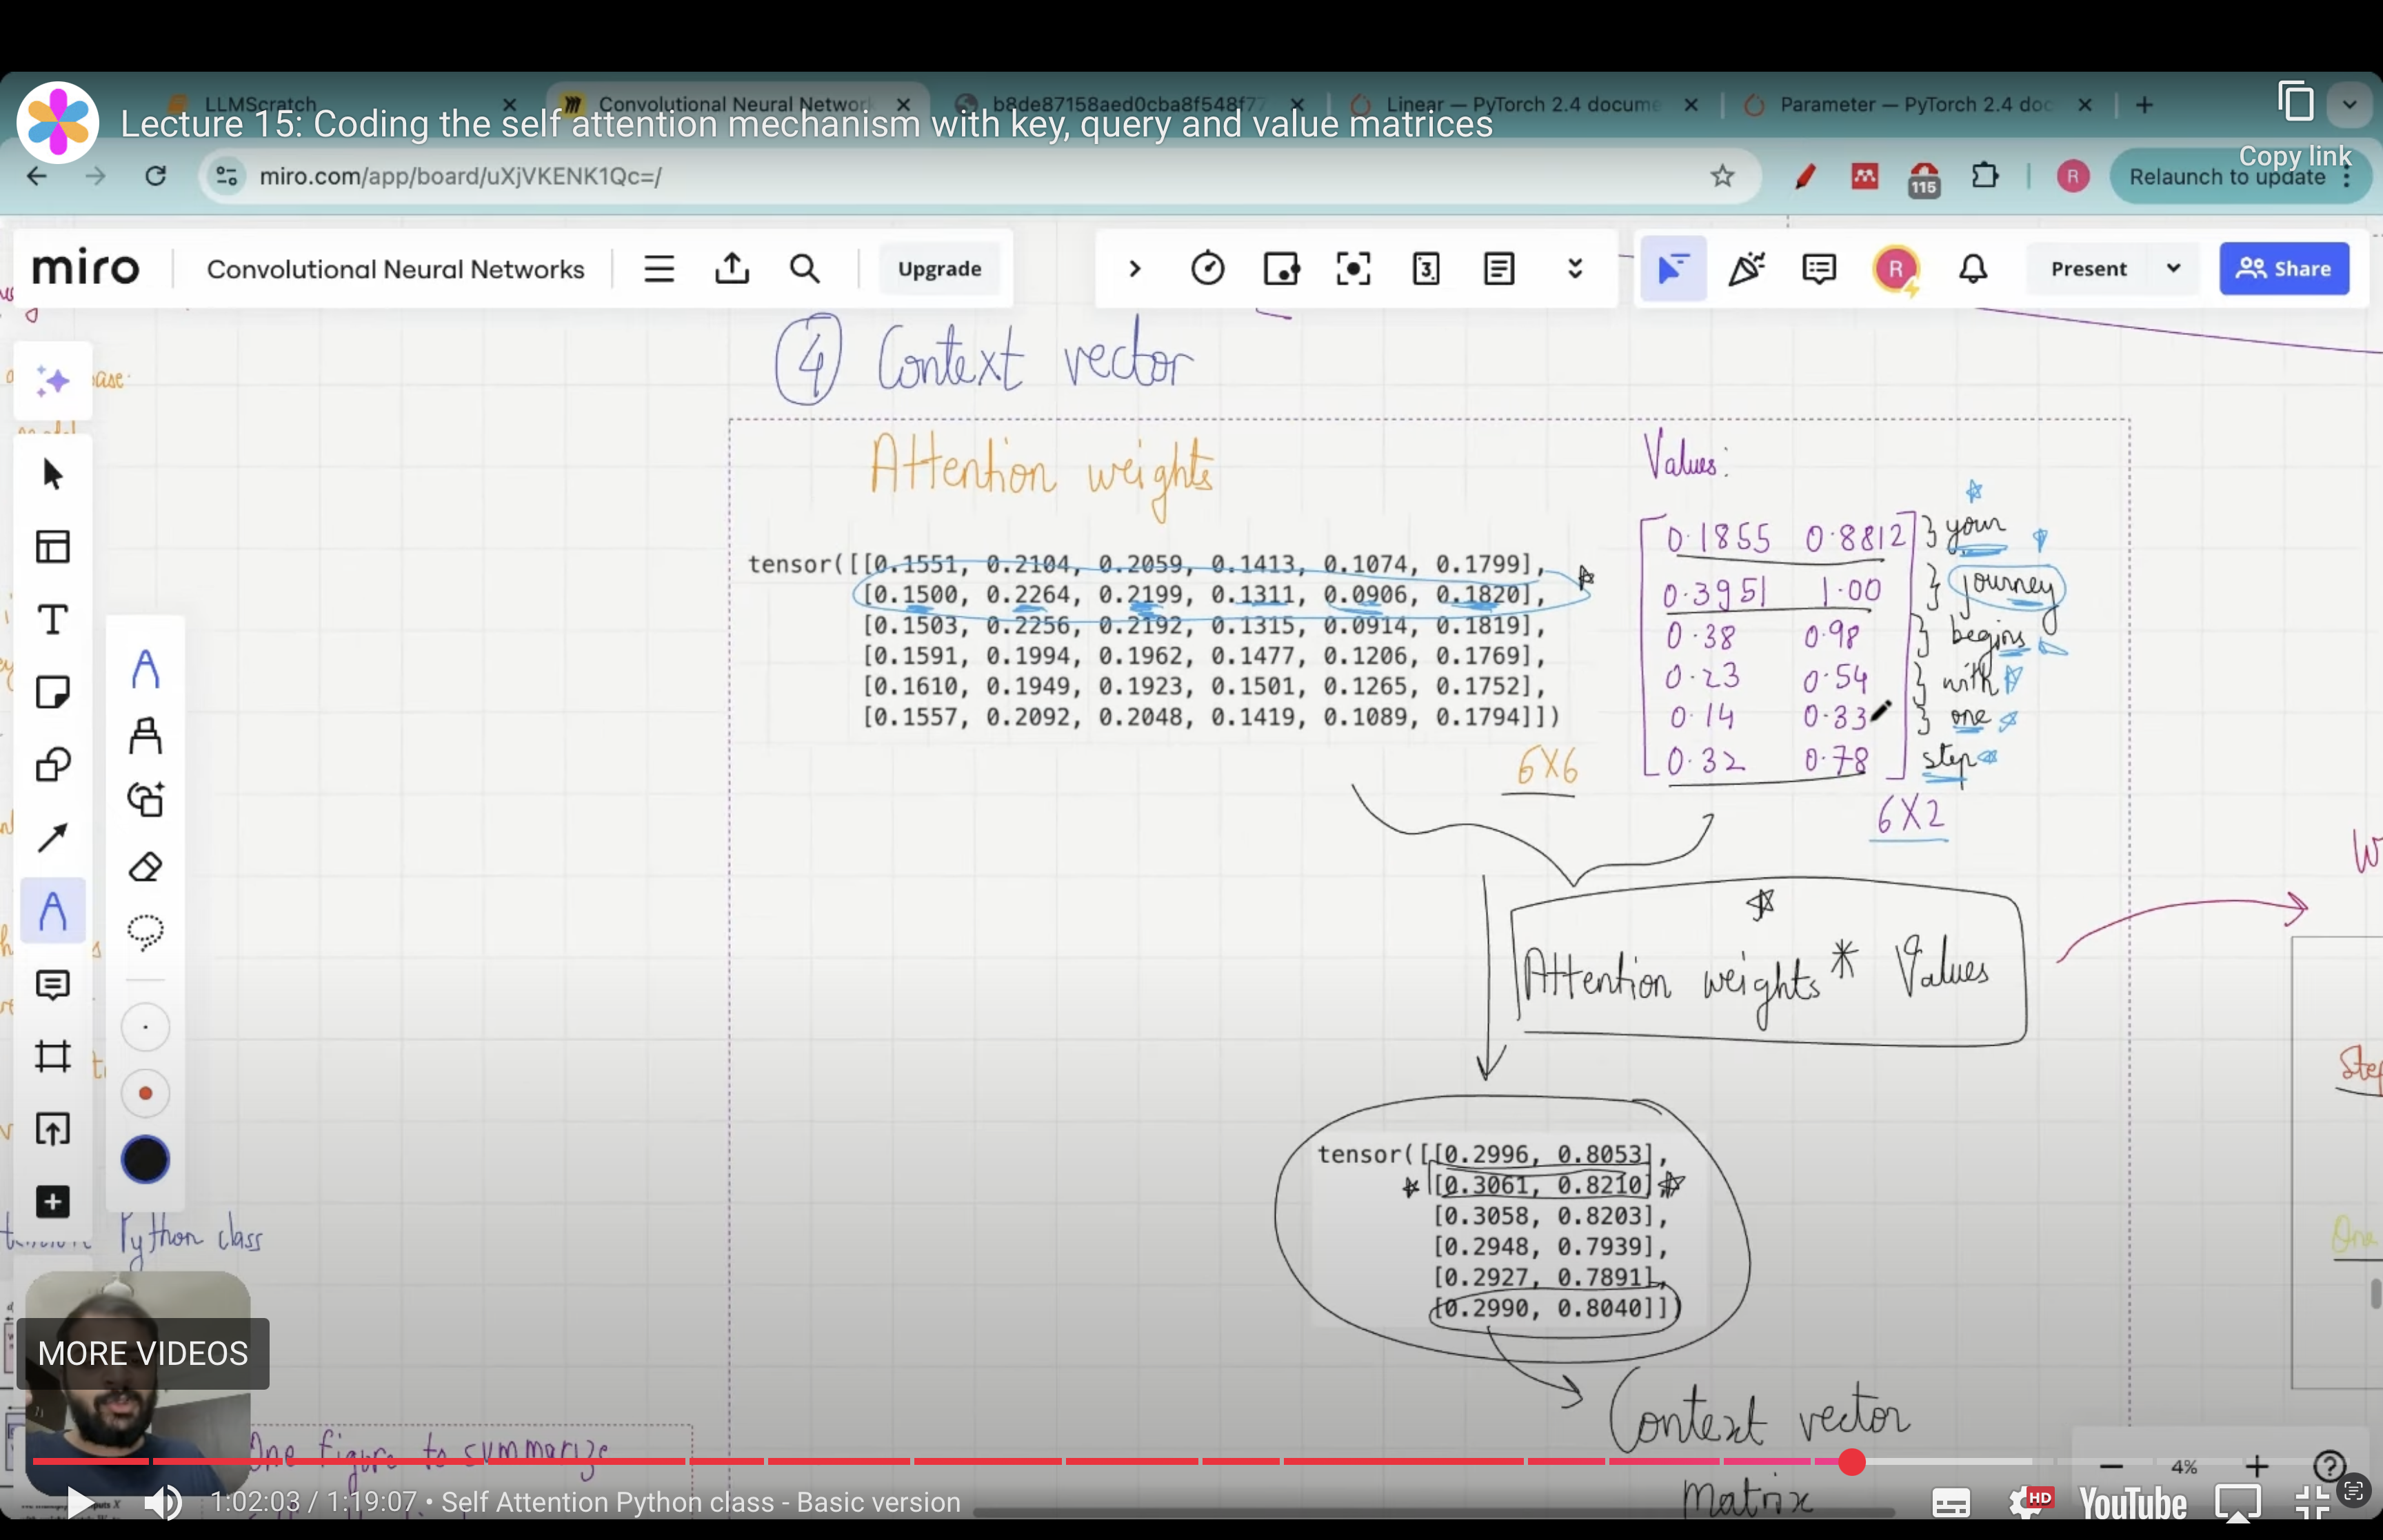 LLMScratch
Convolutional Neural Network
b8de87158aed0cba8f548f77
Linear — PyTorch 2.4 docume
Parameter — PyTorch 2.4 doc
Lecture 15: Coding the self attention mechanism with key, query and value matrices
Copy link
miro.com/app/board/uXjVKENK1Qc=/
115
R
Relaunch to update
miro
Convolutional Neural Networks
Upgrade
3
R
Present
Share
4 Context vector
Attention weights
Values:
tensor([[0.1551, 0.2104, 0.2059, 0.1413, 0.1074, 0.1799],
[0.1500, 0.2264, 0.2199, 0.1311, 0.0906, 0.1820],
[0.1503, 0.2256, 0.2192, 0.1315, 0.0914, 0.1819],
[0.1591, 0.1994, 0.1962, 0.1477, 0.1206, 0.1769],
[0.1610, 0.1949, 0.1923, 0.1501, 0.1265, 0.1752],
[0.1557, 0.2092, 0.2048, 0.1419, 0.1089, 0.1794]])
6X6
0.1855 0.8812 } your
0.3951 1.00 } journey
0.38 0.98 } begins
0.23 0.54 } with
0.14 0.33 } one
0.32 0.78 step
6X2
Attention weights * Values
tensor([[0.2996, 0.8053],
[0.3061, 0.8210],
[0.3058, 0.8203],
[0.2948, 0.7939],
[0.2927, 0.7891],
[0.2990, 0.8040]])
Context vector
Matrix
Step
One
Python class
MORE VIDEOS
One figure to summarize
4%
1:02:03 / 1:19:07 • Self Attention Python class - Basic version
HD
YouTube